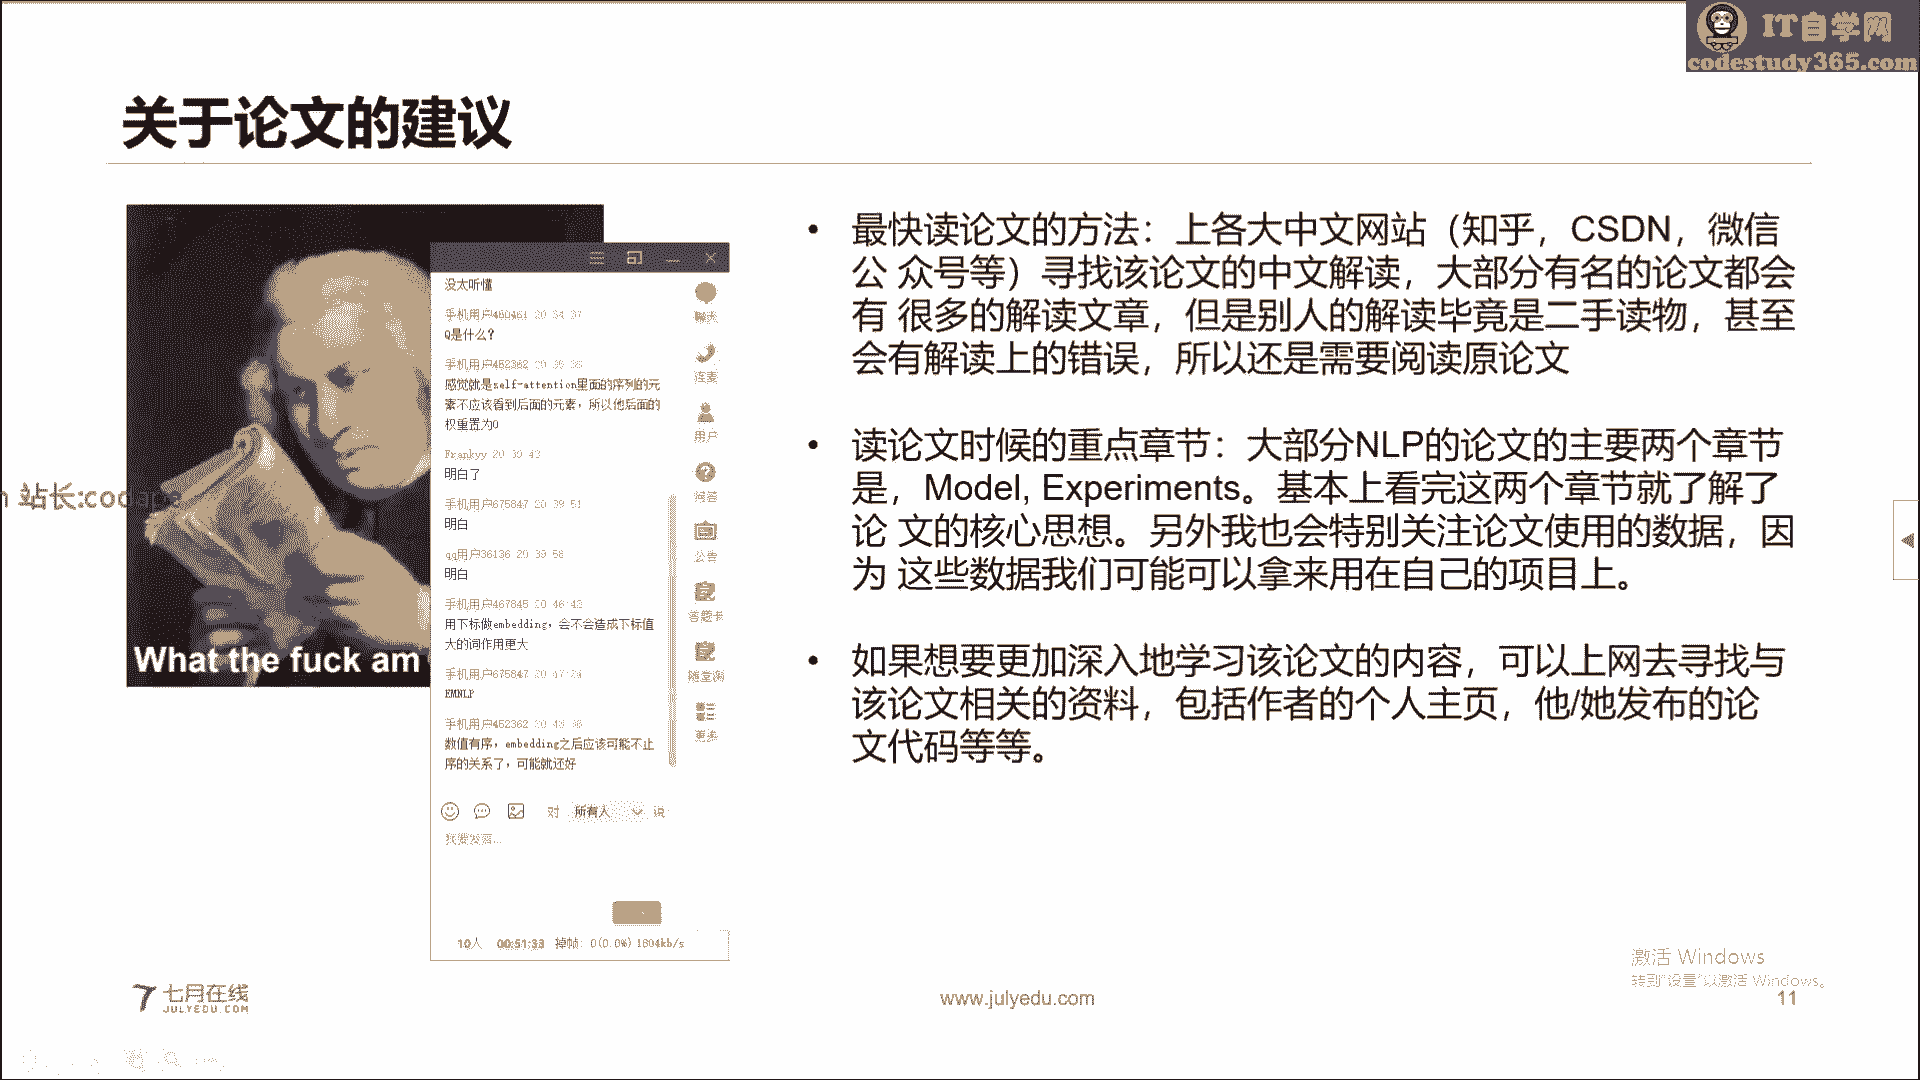 IT自学网
codestudy365.com
关于论文的建议
What the fuck am
站长:codepe
没太听懂
手机用户460461 20:34:37
Q是什么?
手机用户452362
感觉就是self-attention里面的序列的元
素不应该看到后面的元素，所以他后面的
权重置为0
Frankyy 20:39:43
明白了
手机用户675847 20:39:51
明白
qq用户36136 20:39:58
明白
手机用户467845 20:46:42
用下标做embedding，会不会造成下标值
大的词作用更大
手机用户675847 20:47:24
EMNLP
手机用户452362
数值有序，embedding之后应该可能不止
序的关系了，可能就还好
聊天
连麦
用户
问答
公告
答题卡
随堂测
更多
对 所有人 说
我要发言...
10人 00:51:33 掉帧: 0(0.0%) 1604kb/s
• 最快读论文的方法：上各大中文网站（知乎，CSDN，微信
公 众号等）寻找该论文的中文解读，大部分有名的论文都会
有 很多的解读文章，但是别人的解读毕竟是二手读物，甚至
会有解读上的错误，所以还是需要阅读原论文
• 读论文时候的重点章节：大部分NLP的论文的主要两个章节
是，Model, Experiments。基本上看完这两个章节就了解了
论 文的核心思想。另外我也会特别关注论文使用的数据，因
为 这些数据我们可能可以拿来用在自己的项目上。
• 如果想要更加深入地学习该论文的内容，可以上网去寻找与
该论文相关的资料，包括作者的个人主页，他/她发布的论
文代码等等。
激活 Windows
转到"设置"以激活 Windows。
七月在线
JULYEDU.COM
www.julyedu.com
11